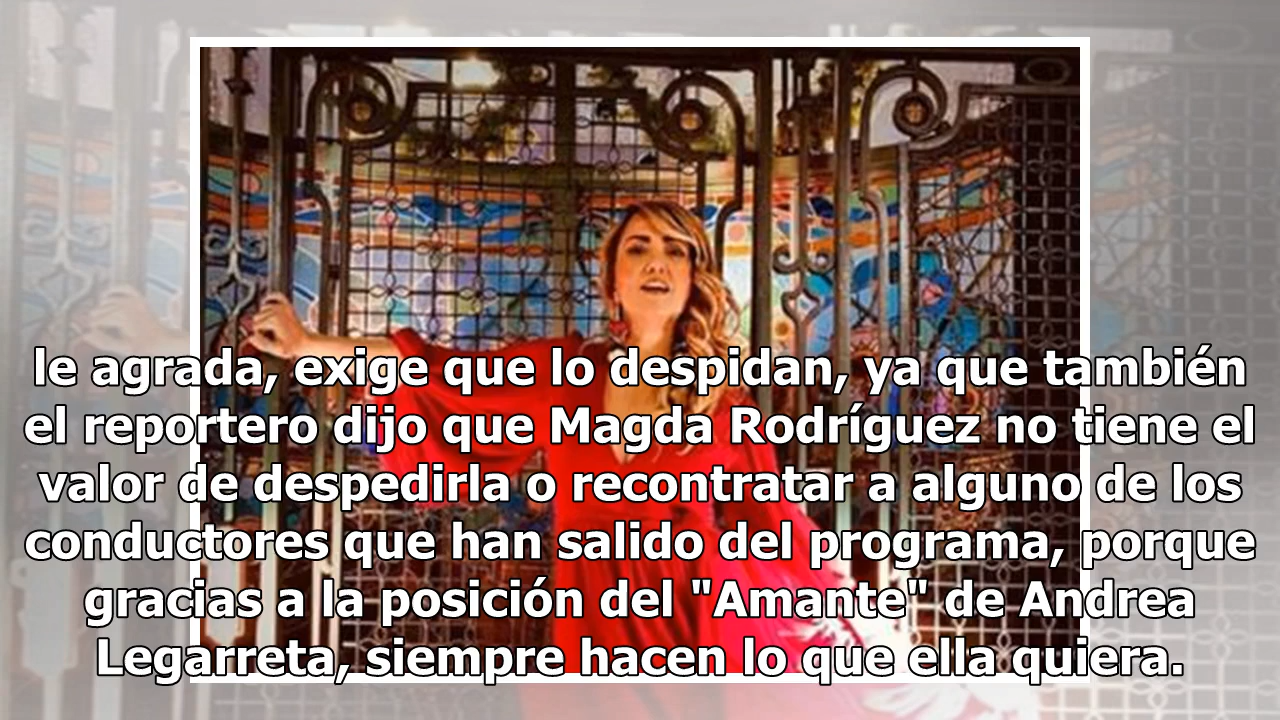 le agrada, exige que lo despidan, ya que también
el reportero dijo que Magda Rodríguez no tiene el
valor de despedirla o recontratar a alguno de los
conductores que han salido del programa, porque
gracias a la posición del "Amante" de Andrea
Legarreta, siempre hacen lo que ella quiera.